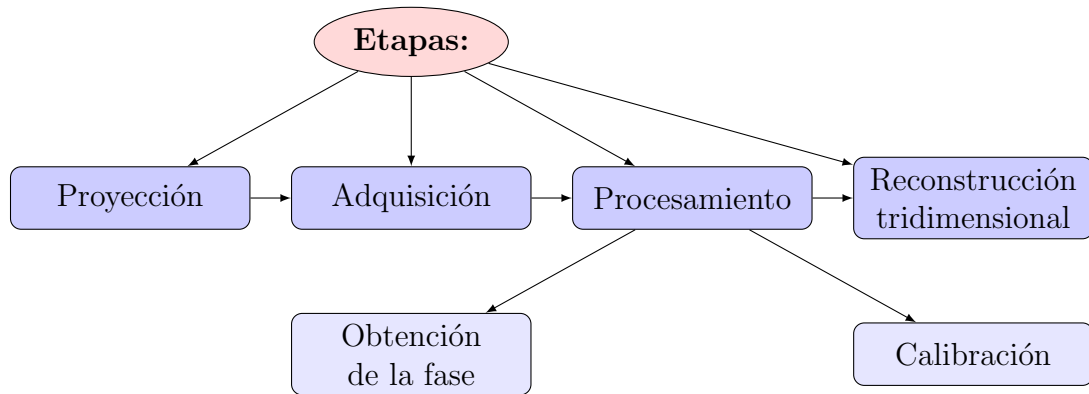 Etapas:
Proyección
Adquisición
Procesamiento
Reconstrucción
tridimensional
Obtención
de la fase
Calibración